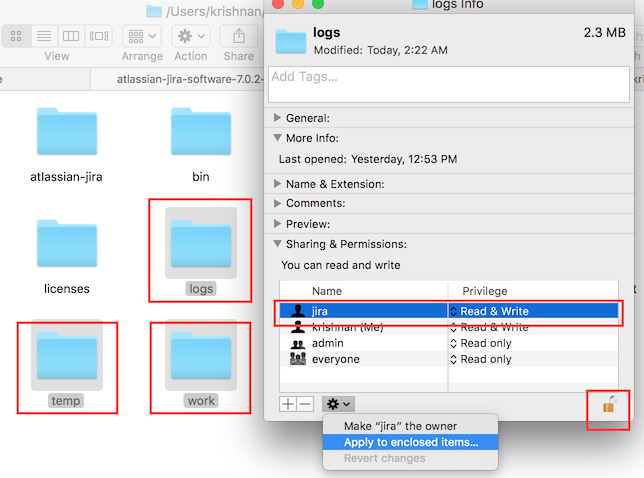 /Users/krishnan/
View
Arrange
Action
Share
atlassian-jira-software-7.0.2-
atlassian-jira
bin
licenses
logs
temp
work
logs Info
logs
2.3 MB
Modified: Today, 2:22 AM
Add Tags...
General:
More Info:
Last opened: Yesterday, 12:53 PM
Name & Extension:
Comments:
Preview:
Sharing & Permissions:
You can read and write
Name Privilege
jira Read & Write
krishnan (Me) Read & Write
admin Read only
everyone Read only
Make “jira” the owner
Apply to enclosed items...
Revert changes